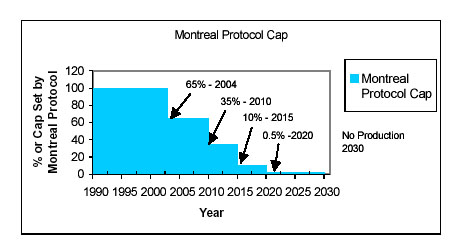 Montreal Protocol Cap
% or Cap Set by
Montreal Protocol
120
100
80
60
40
20
0
65% - 2004
35% - 2010
10% - 2015
0.5% -2020
1990 1995 2000 2005 2010 2015 2020 2025 2030
Year
Montreal
Protocol Cap
No Production
2030